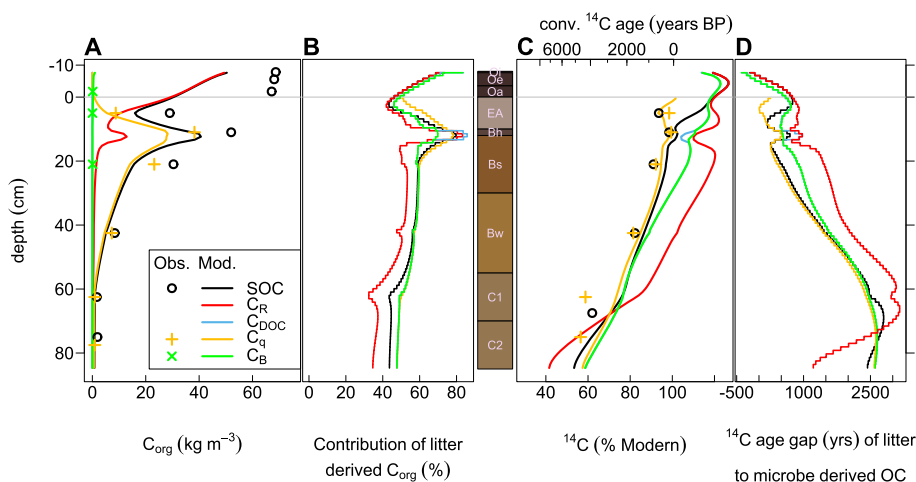 conv. ¹⁴C age (years BP)
A
B
C
D
6000
2000
0
-10
0
20
40
60
80
depth (cm)
Oi
Oe
Oa
EA
Bh
Bs
Bw
C1
C2
Obs. Mod.
SOC
C_R
C_DOC
C_q
C_B
0 20 40 60
0 20 40 60 80
40 60 80 100
-500 1000 2500
C_org (kg m⁻³)
Contribution of litter
derived C_org (%)
¹⁴C (% Modern)
¹⁴C age gap (yrs) of litter
to microbe derived OC